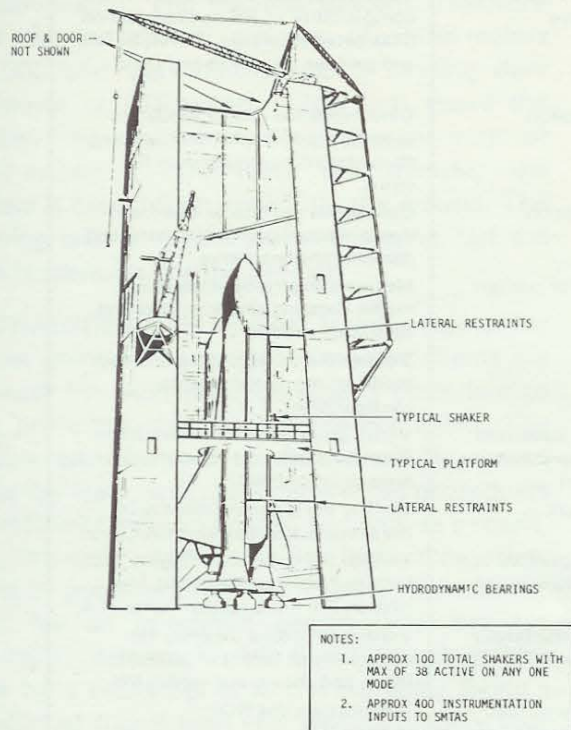 ROOF & DOOR
NOT SHOWN
LATERAL RESTRAINTS
TYPICAL SHAKER
TYPICAL PLATFORM
LATERAL RESTRAINTS
HYDRODYNAMIC BEARINGS
NOTES:
1. APPROX 100 TOTAL SHAKERS WITH
MAX OF 38 ACTIVE ON ANY ONE
MODE
2. APPROX 400 INSTRUMENTATION
INPUTS TO SMTAS